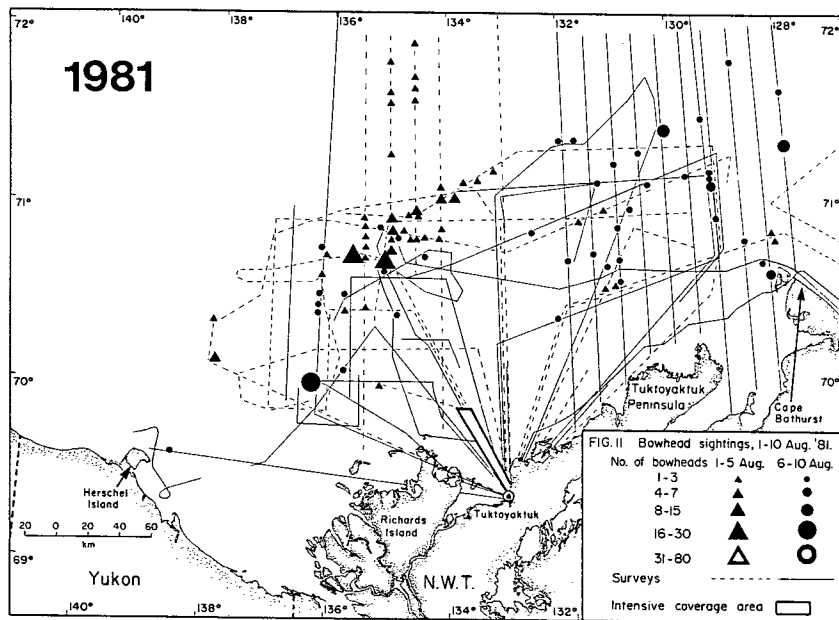 72°
140°
138°
136°
134°
132°
130°
128°
72°
1981
71°
71°
70°
70°
Tuktoyaktuk
Peninsula
Cape
Bathurst
Herschel
Island
20 0 20 40 60
km
Richards
Island
Tuktoyaktuk
69°
Yukon
N.W.T.
140°
138°
136°
134°
132°
FIG. 11 Bowhead sightings, 1-10 Aug. '81.
No. of bowheads 1-5 Aug. 6-10 Aug.
1-3
4-7
8-15
16-30
31-80
Surveys
Intensive coverage area